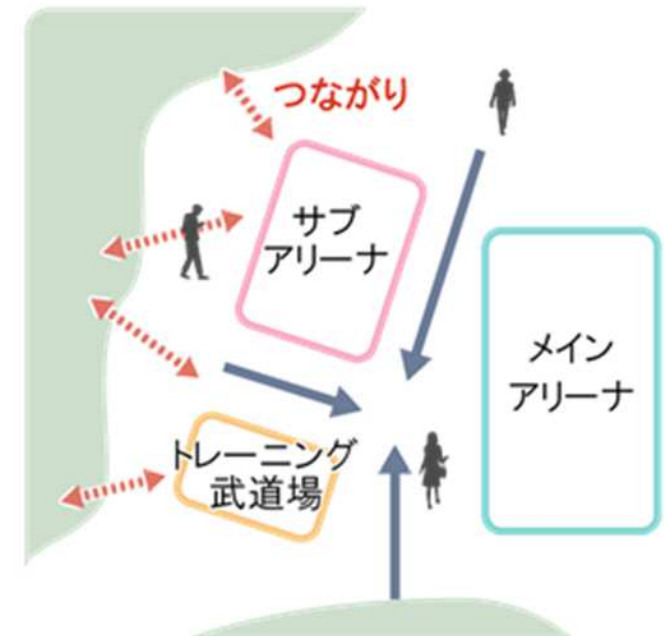 つながり
サブ
アリーナ
メイン
アリーナ
トレーニング
武道場